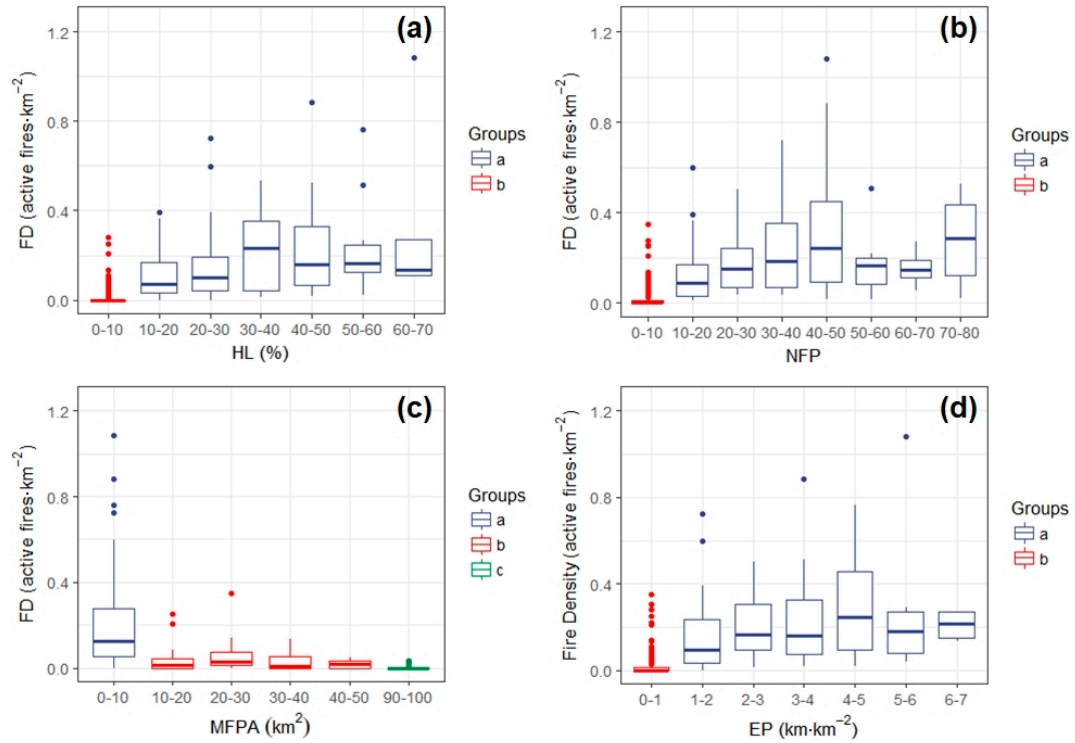 (a)
FD (active fires·km⁻²)
1.2
0.8
0.4
0.0
0-10 10-20 20-30 30-40 40-50 50-60 60-70
HL (%)
Groups
a
b
(b)
FD (active fires·km⁻²)
1.2
0.8
0.4
0.0
0-10 10-20 20-30 30-40 40-50 50-60 60-70 70-80
NFP
Groups
a
b
(c)
FD (active fires·km⁻²)
1.2
0.8
0.4
0.0
0-10 10-20 20-30 30-40 40-50 90-100
MFPA (km²)
Groups
a
b
c
(d)
Fire Density (active fires·km⁻²)
1.2
0.8
0.4
0.0
0-1 1-2 2-3 3-4 4-5 5-6 6-7
EP (km·km⁻²)
Groups
a
b